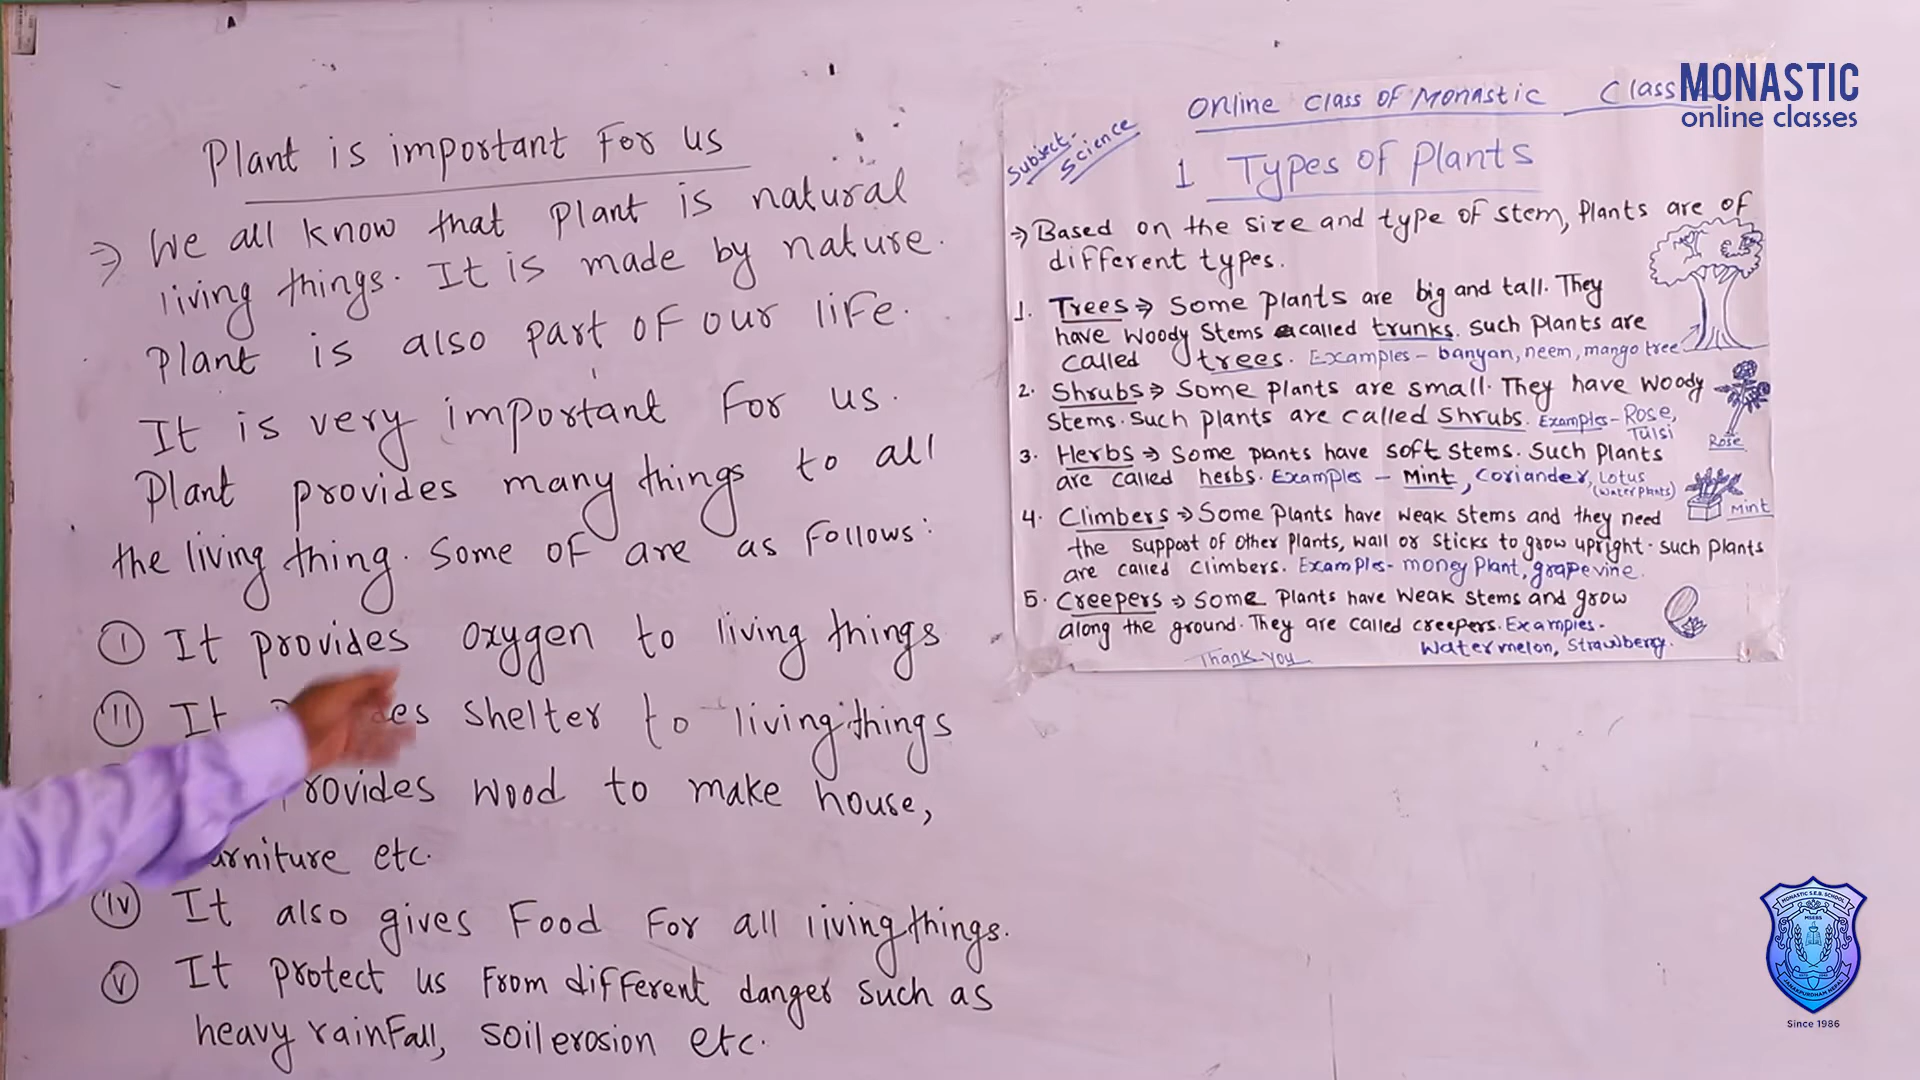 Plant is important For us
⇒ We all know that Plant is natural
living things. It is made by nature.
Plant is also part of our life.
It is very important For us.
Plant provides many things to all
the living thing. Some of are as Follows:
I It provides oxygen to living things
II It des shelter to living things
rovides wood to make house,
urniture etc.
IV It also gives Food For all living things.
V It protect us From different danger such as
heavy rainFall, soil erosion etc.
Online Class of Monastic Class
Subject-
Science
1 Types of Plants
⇒ Based on the size and type of stem, Plants are of
different types.
1. Trees ⇒ Some plants are big and tall. They
have woody stems called trunks. Such Plants are
called trees. Examples – banyan, neem, mango tree
2. Shrubs ⇒ Some plants are small. They have woody
stems. Such plants are called shrubs. Examples- Rose,
Tulsi
Rose
3. Herbs ⇒ Some plants have soft stems. Such Plants
are called herbs. Examples – Mint, Coriander, Lotus
(water plants)
Mint
4. Climbers ⇒ Some Plants have weak stems and they need
the support of other plants, wall or sticks to grow upright. such plants
are called climbers. Examples- money Plant, grapevine.
5. Creepers ⇒ Some Plants have weak stems and grow
along the ground. They are called creepers. Examples-
Watermelon, Strawberry.
Thank you
MONASTIC
online classes
MONASTIC S.E.B. SCHOOL
MSEBS
JANAKPURDHAM NEPAL
Since 1986